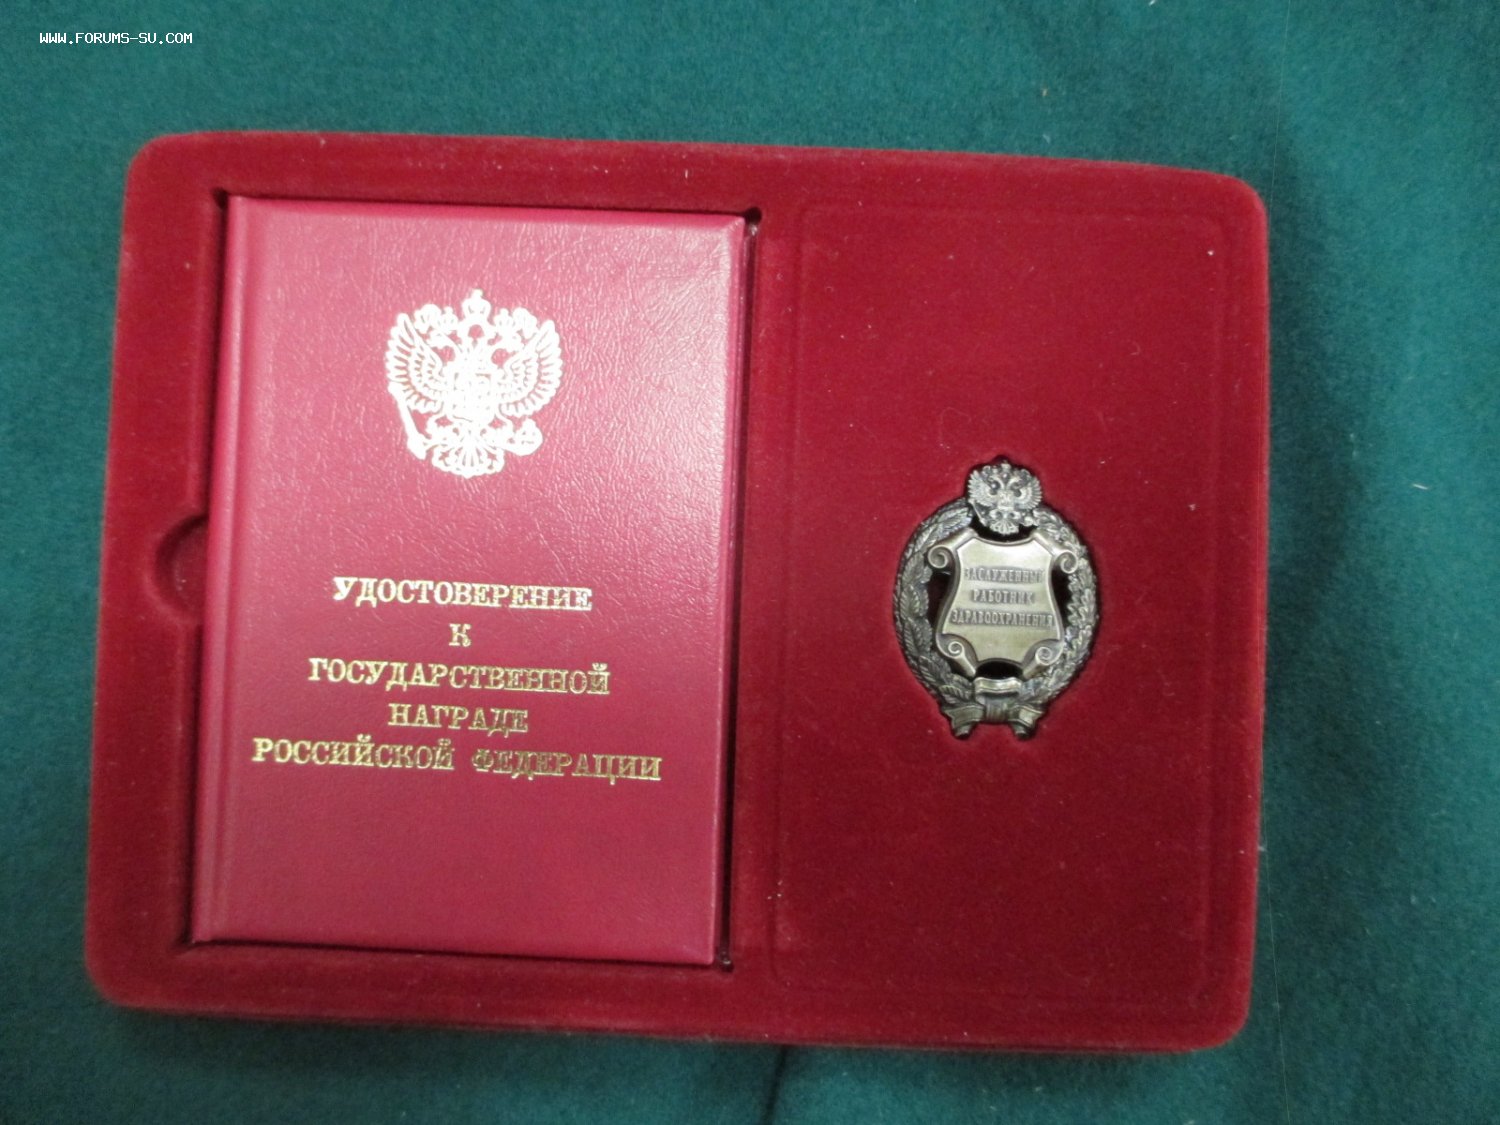 WWW.FORUMS-SU.COM
УДОСТОВЕРЕНИЕ
К
ГОСУДАРСТВЕННОЙ
НАГРАДЕ
РОССИЙСКОЙ ФЕДЕРАЦИИ
ЗАСЛУЖЕННЫЙ
РАБОТНИК
ЗДРАВООХРАНЕНИЯ